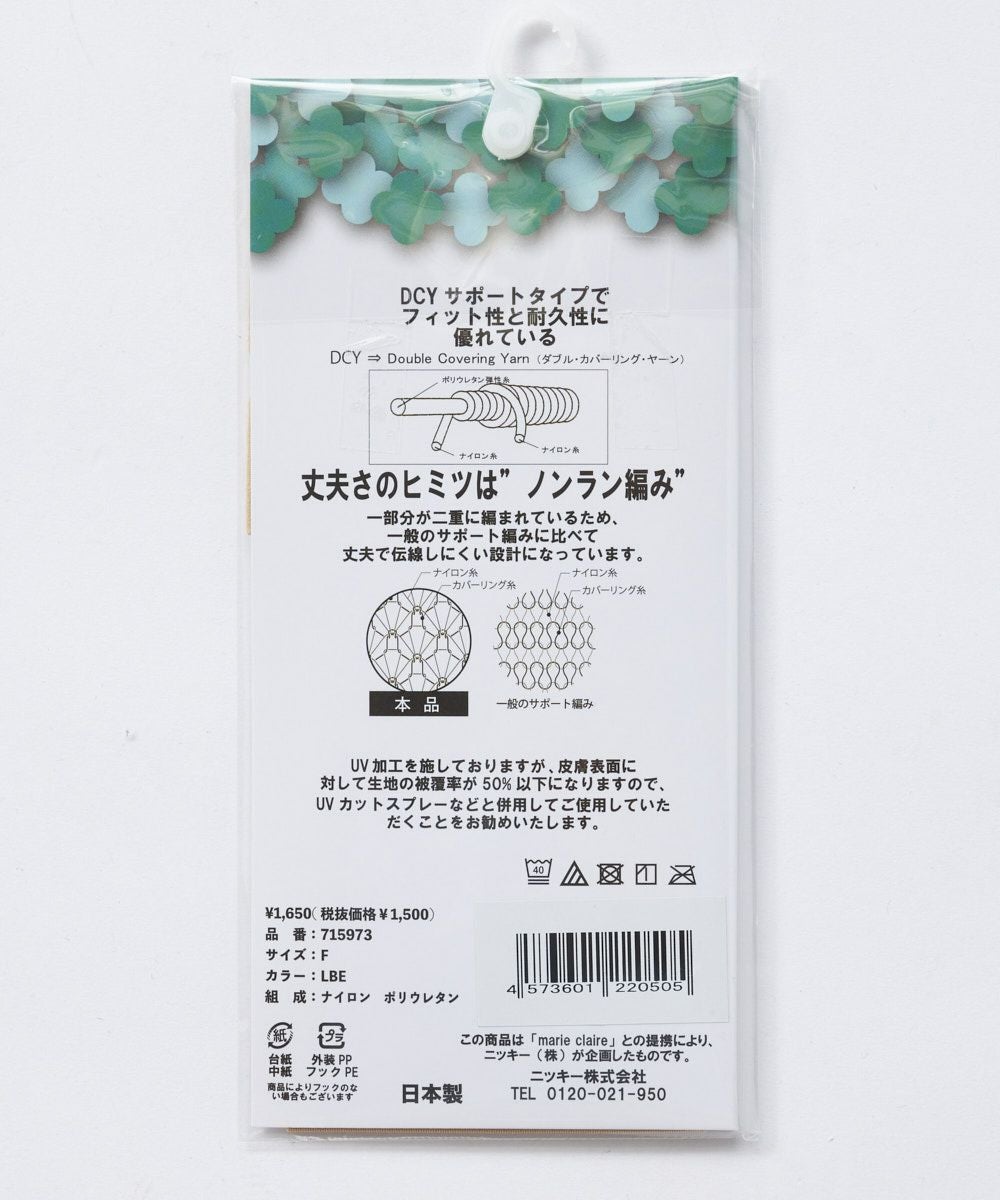 DCY サポートタイプで
フィット性と耐久性に
優れている
DCY ⇒ Double Covering Yarn（ダブル・カバーリング・ヤーン）
ポリウレタン弾性糸
ナイロン糸
ナイロン糸
丈夫さのヒミツは”ノンラン編み”
一部分が二重に編まれているため、
一般のサポート編みに比べて
丈夫で伝線しにくい設計になっています。
ナイロン糸
カバーリング糸
ナイロン糸
カバーリング糸
本品
一般のサポート編み
UV加工を施しておりますが、皮膚表面に
対して生地の被覆率が50%以下になりますので、
UVカットスプレーなどと併用してご使用していた
だくことをお勧めいたします。
40
¥1,650（税抜価格¥1,500）
品　番：715973
サイズ：F
カラー：LBE
組　成：ナイロン　ポリウレタン
4 573601 220505
紙
プラ
台紙
中紙
外装PP
フックPE
商品によりフックのな
い場合もございます
日本製
この商品は「marie claire」との提携により、
ニッキー（株）が企画したものです。
ニッキー株式会社
TEL 0120-021-950